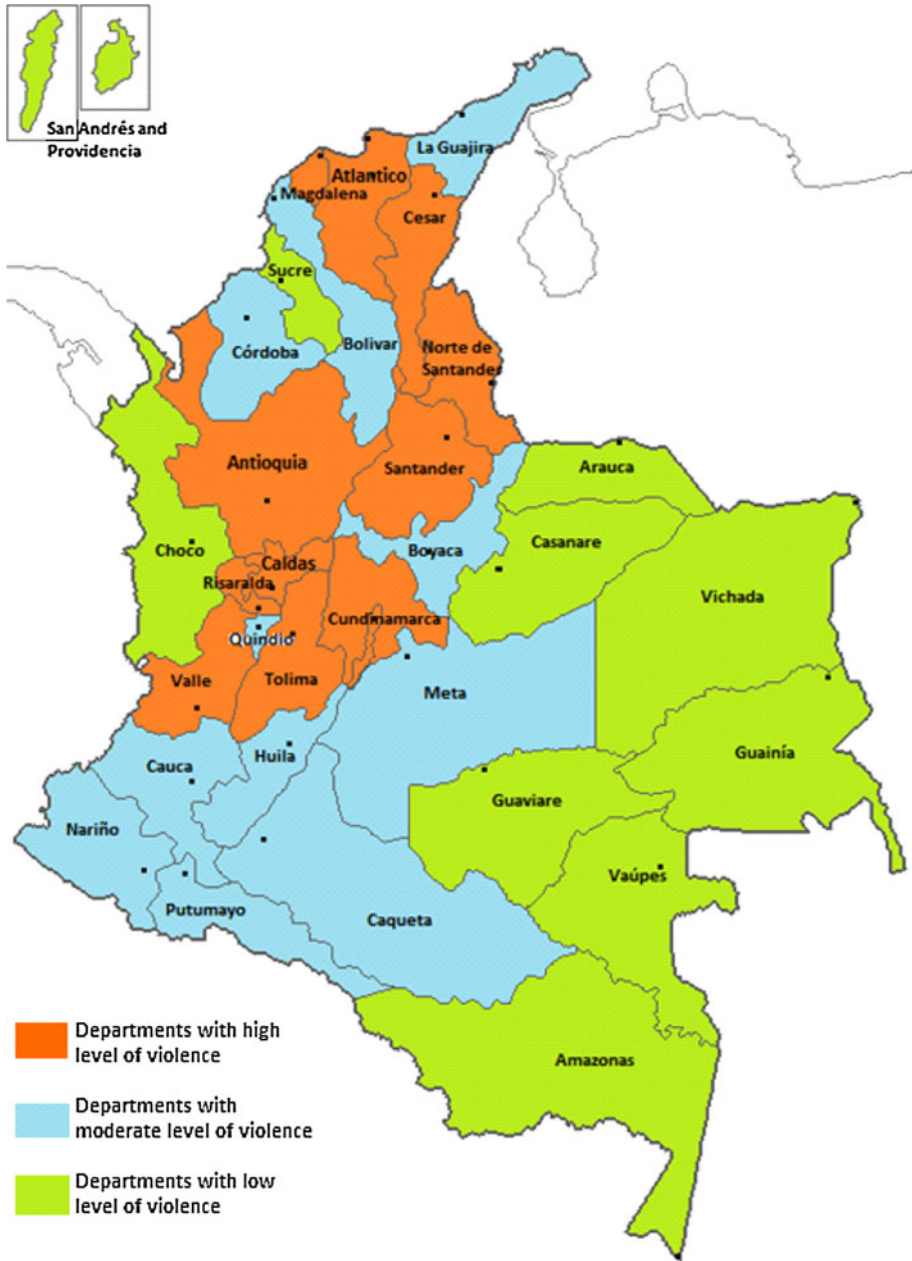 San Andrés and
Providencia
La Guajira
Atlantico
Magdalena
Cesar
Sucre
Bolivar
Córdoba
Norte de
Santander
Antioquia
Santander
Arauca
Choco
Boyaca
Casanare
Caldas
Risaralda
Vichada
Cundinamarca
Quindio
Valle
Tolima
Meta
Huila
Guainía
Cauca
Guaviare
Nariño
Vaúpes
Putumayo
Caqueta
Amazonas
Departments with high
level of violence
Departments with
moderate level of violence
Departments with low
level of violence